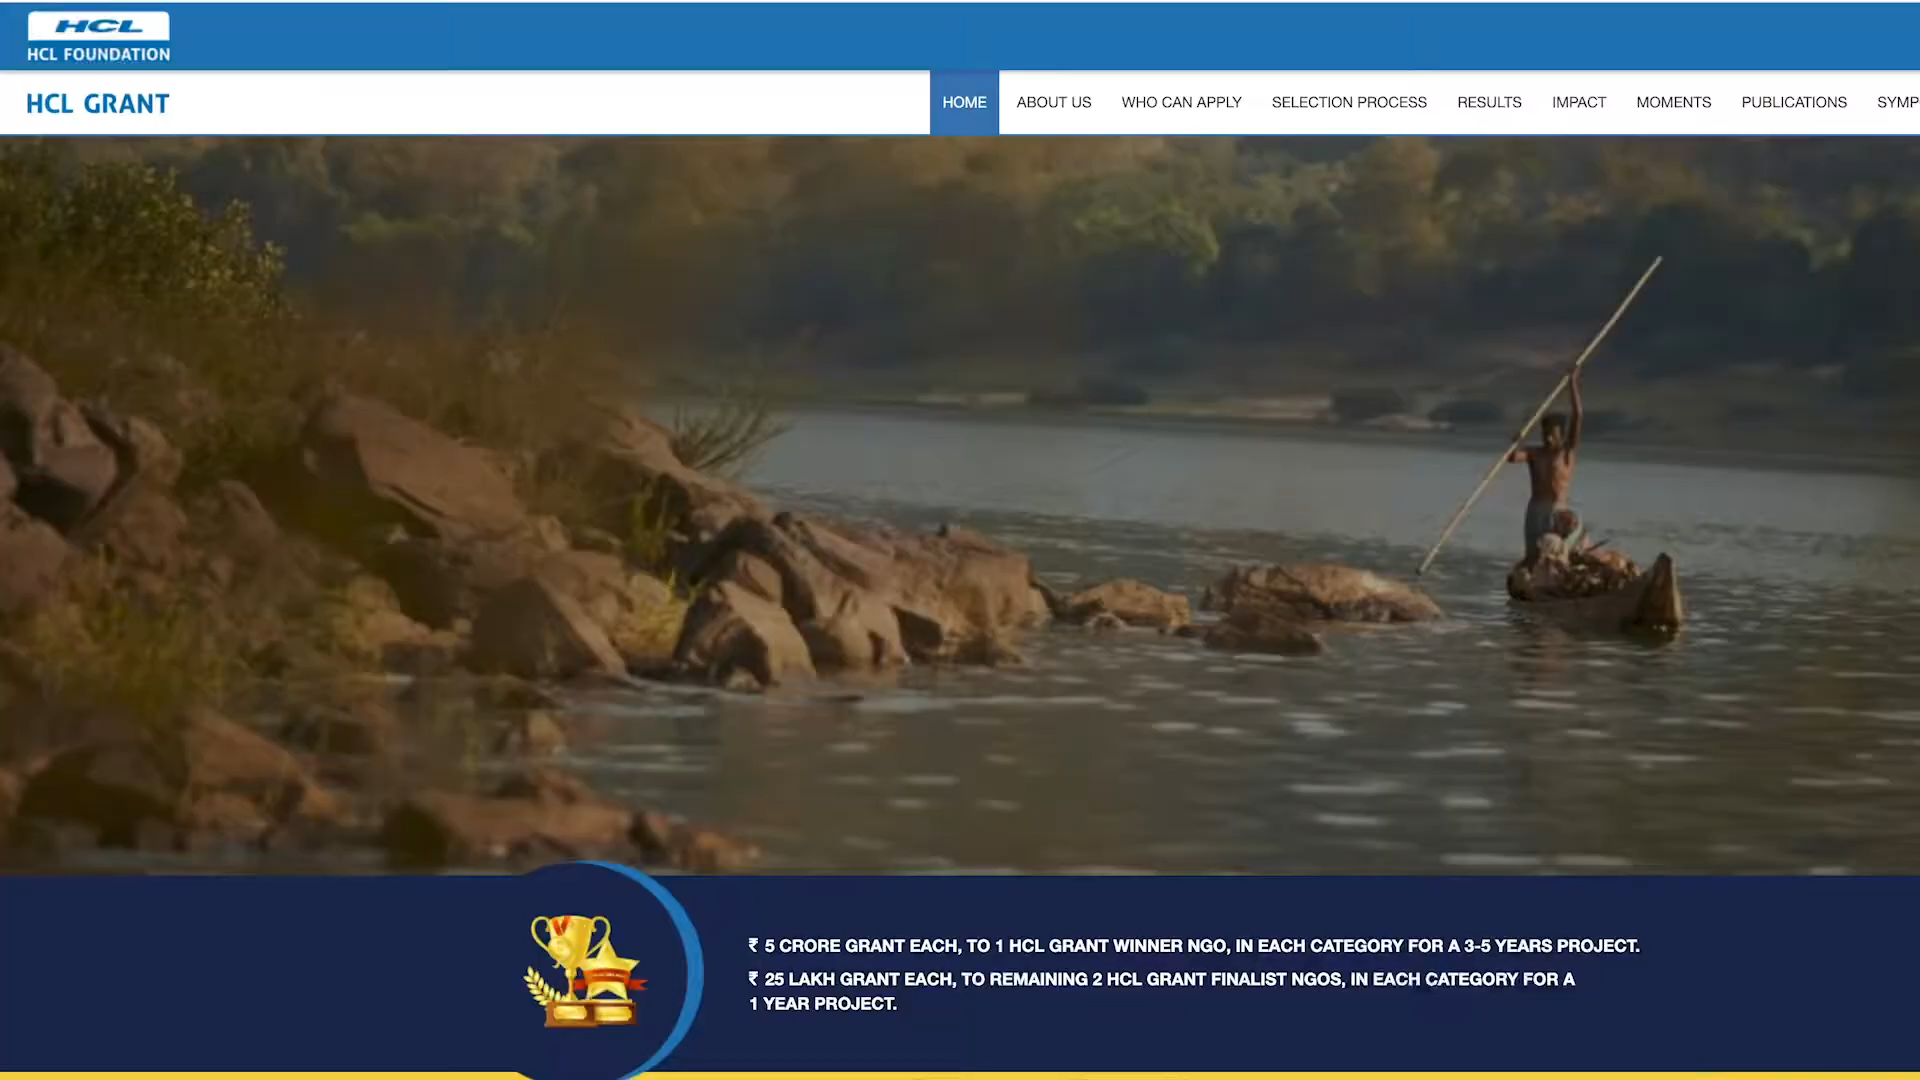 HCL
HCL FOUNDATION
HCL GRANT
HOME ABOUT US WHO CAN APPLY SELECTION PROCESS RESULTS IMPACT MOMENTS PUBLICATIONS SYMP
₹ 5 CRORE GRANT EACH, TO 1 HCL GRANT WINNER NGO, IN EACH CATEGORY FOR A 3-5 YEARS PROJECT.
₹ 25 LAKH GRANT EACH, TO REMAINING 2 HCL GRANT FINALIST NGOS, IN EACH CATEGORY FOR A
1 YEAR PROJECT.